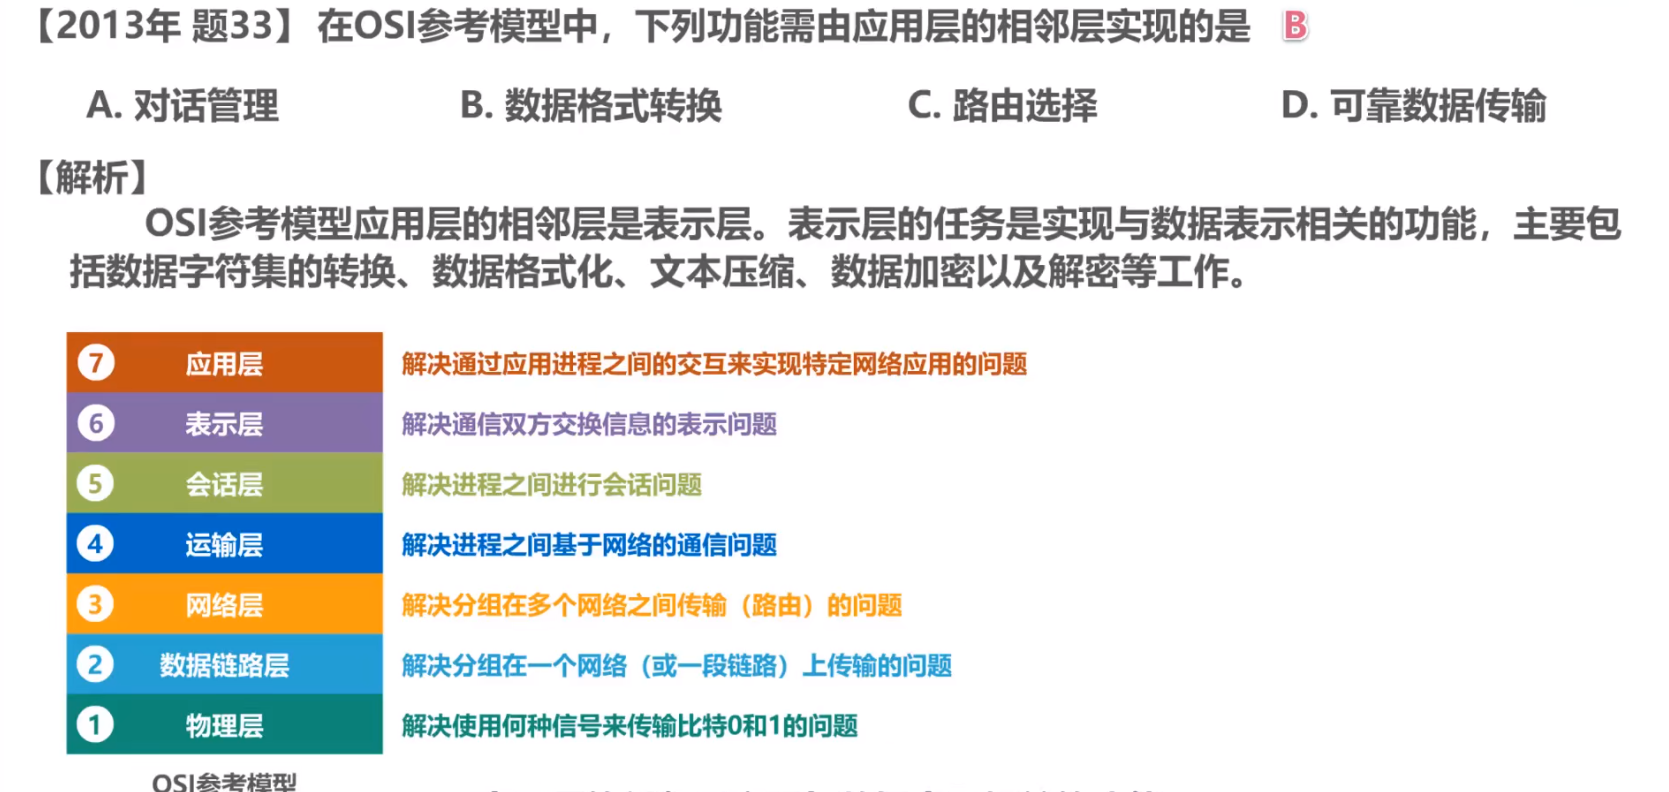 【2013年 题33】在OSI参考模型中，下列功能需由应用层的相邻层实现的是 B
A. 对话管理 B. 数据格式转换 C. 路由选择 D. 可靠数据传输
【解析】
OSI参考模型应用层的相邻层是表示层。表示层的任务是实现与数据表示相关的功能，主要包
括数据字符集的转换、数据格式化、文本压缩、数据加密以及解密等工作。
7 应用层 解决通过应用进程之间的交互来实现特定网络应用的问题
6 表示层 解决通信双方交换信息的表示问题
5 会话层 解决进程之间进行会话问题
4 运输层 解决进程之间基于网络的通信问题
3 网络层 解决分组在多个网络之间传输（路由）的问题
2 数据链路层 解决分组在一个网络（或一段链路）上传输的问题
1 物理层 解决使用何种信号来传输比特0和1的问题
OSI参考模型